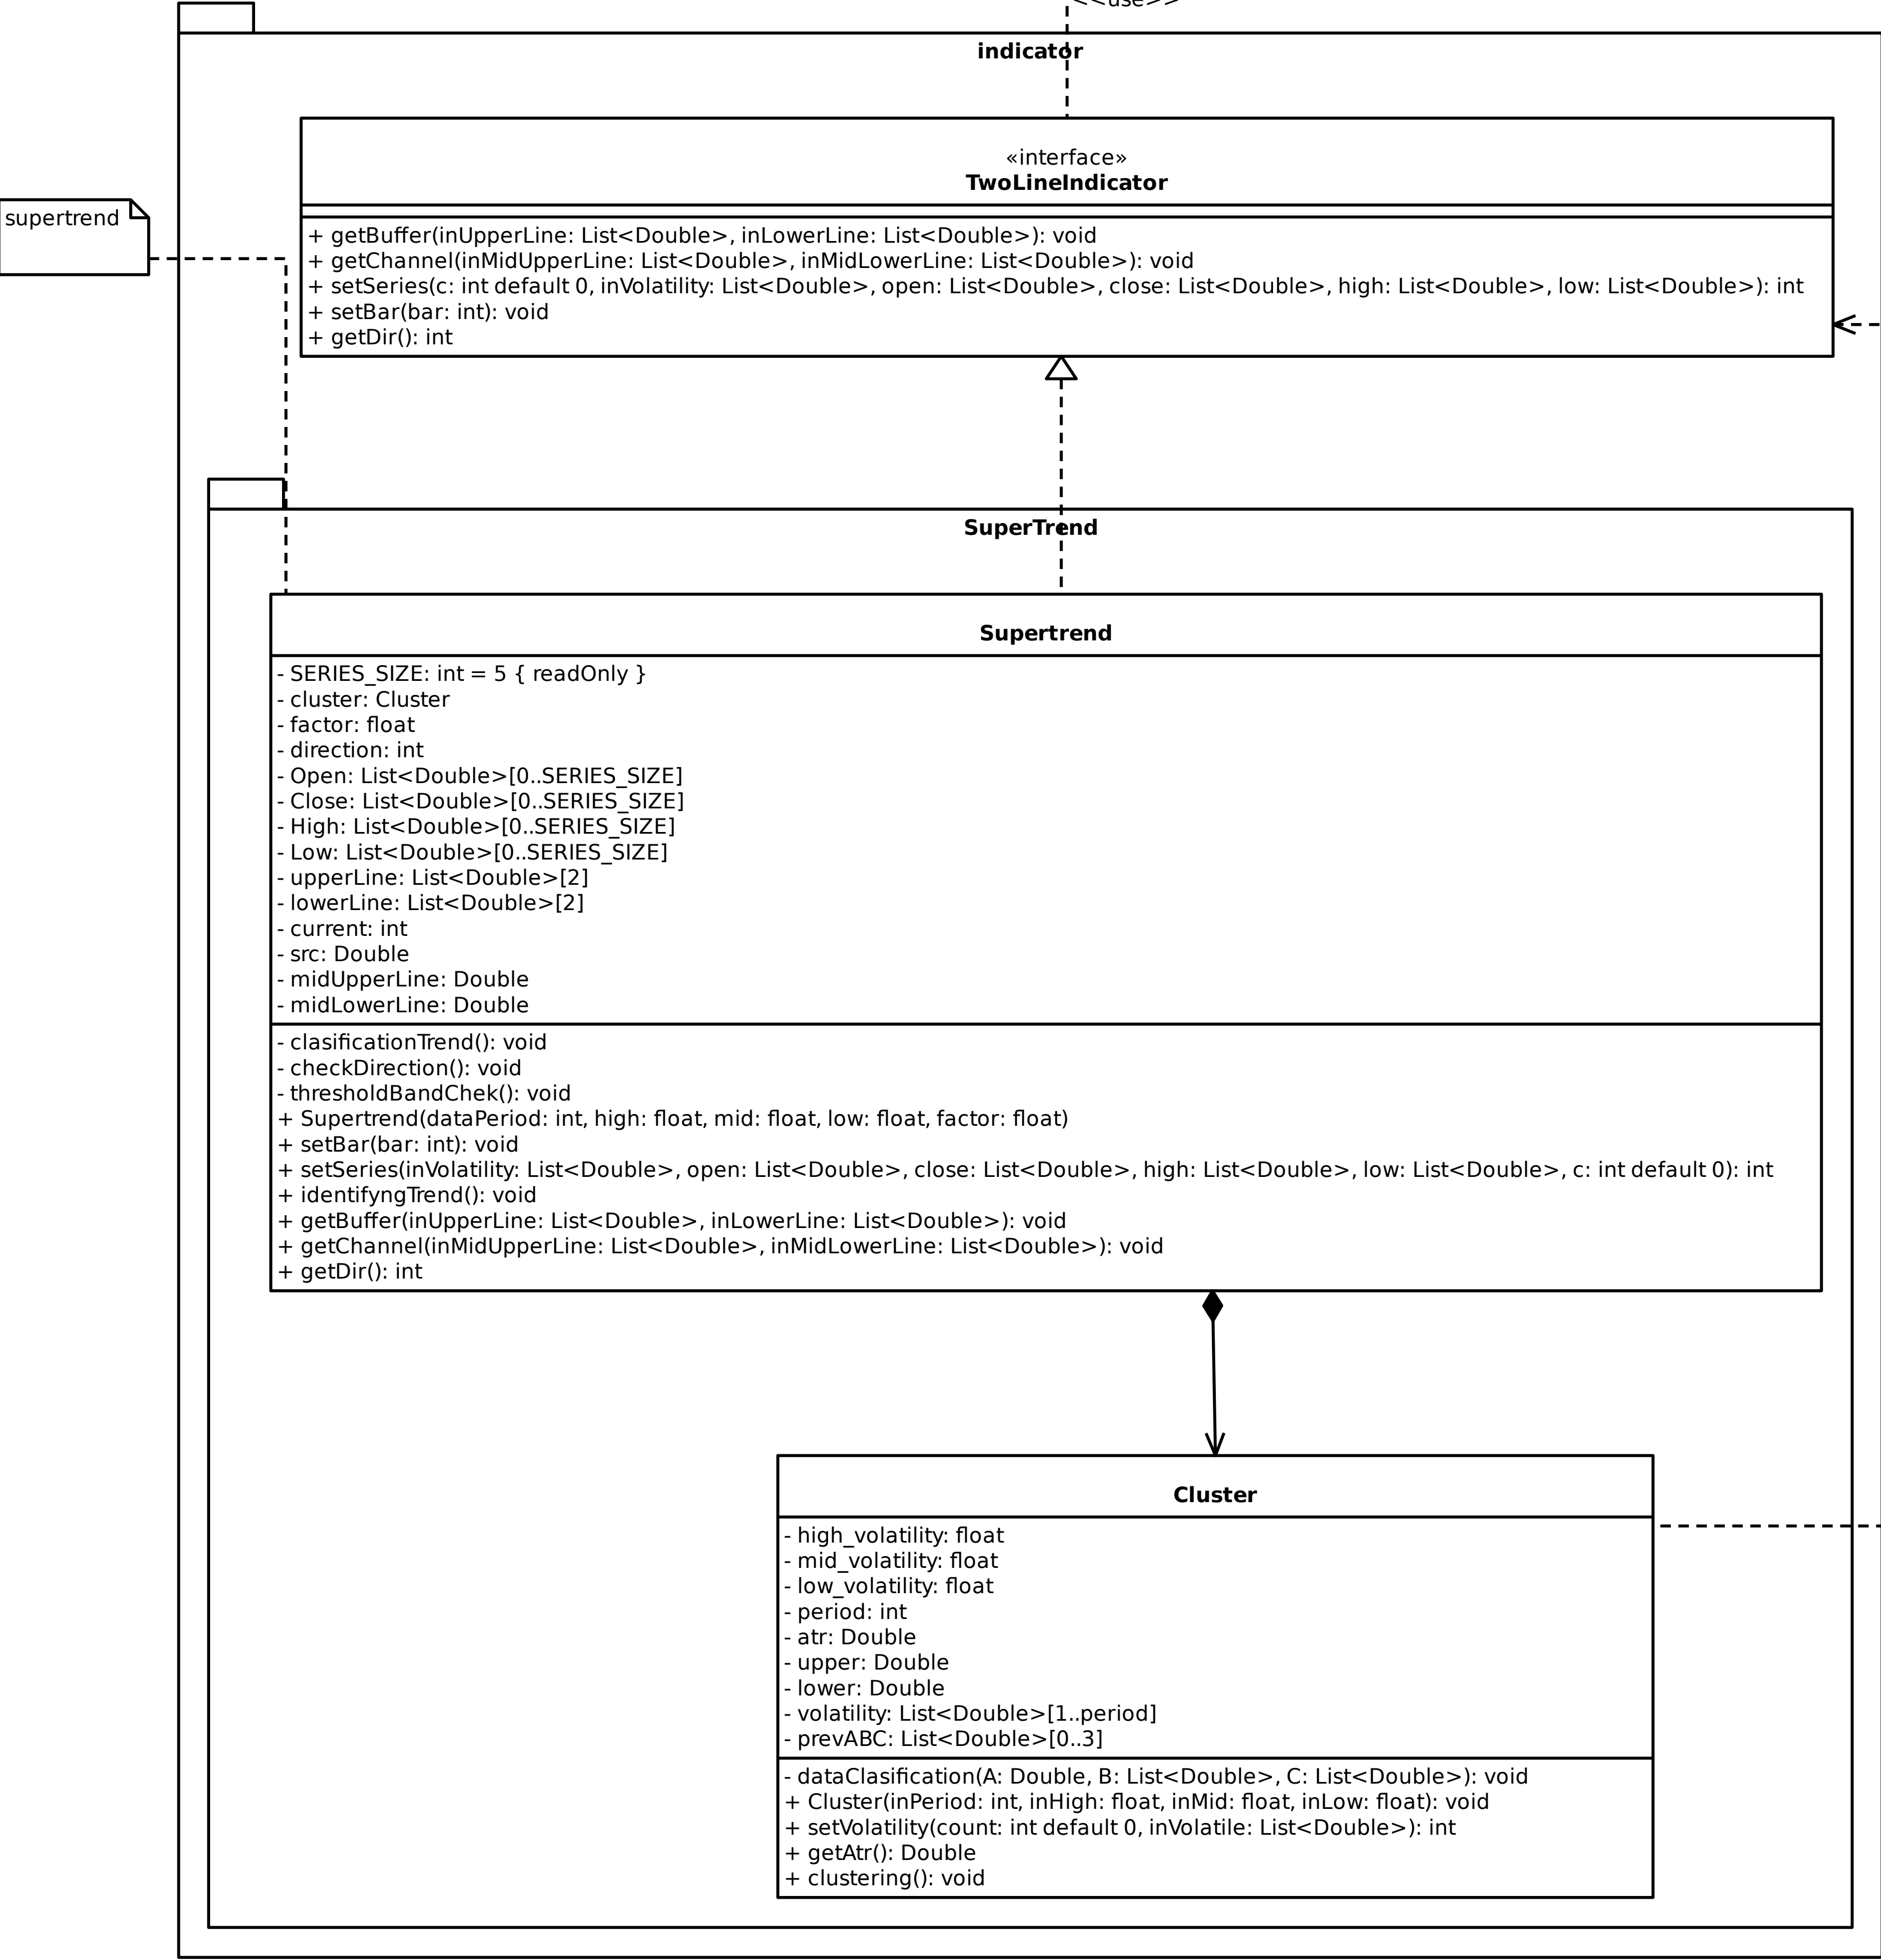 <<use>>
indicator
«interface»
TwoLineIndicator
+ getBuffer(inUpperLine: List<Double>, inLowerLine: List<Double>): void
+ getChannel(inMidUpperLine: List<Double>, inMidLowerLine: List<Double>): void
+ setSeries(c: int default 0, inVolatility: List<Double>, open: List<Double>, close: List<Double>, high: List<Double>, low: List<Double>): int
+ setBar(bar: int): void
+ getDir(): int
supertrend
SuperTrend
Supertrend
- SERIES_SIZE: int = 5 { readOnly }
- cluster: Cluster
- factor: float
- direction: int
- Open: List<Double>[0..SERIES_SIZE]
- Close: List<Double>[0..SERIES_SIZE]
- High: List<Double>[0..SERIES_SIZE]
- Low: List<Double>[0..SERIES_SIZE]
- upperLine: List<Double>[2]
- lowerLine: List<Double>[2]
- current: int
- src: Double
- midUpperLine: Double
- midLowerLine: Double
- clasificationTrend(): void
- checkDirection(): void
- thresholdBandChek(): void
+ Supertrend(dataPeriod: int, high: float, mid: float, low: float, factor: float)
+ setBar(bar: int): void
+ setSeries(inVolatility: List<Double>, open: List<Double>, close: List<Double>, high: List<Double>, low: List<Double>, c: int default 0): int
+ identifyngTrend(): void
+ getBuffer(inUpperLine: List<Double>, inLowerLine: List<Double>): void
+ getChannel(inMidUpperLine: List<Double>, inMidLowerLine: List<Double>): void
+ getDir(): int
Cluster
- high_volatility: float
- mid_volatility: float
- low_volatility: float
- period: int
- atr: Double
- upper: Double
- lower: Double
- volatility: List<Double>[1..period]
- prevABC: List<Double>[0..3]
- dataClasification(A: Double, B: List<Double>, C: List<Double>): void
+ Cluster(inPeriod: int, inHigh: float, inMid: float, inLow: float): void
+ setVolatility(count: int default 0, inVolatile: List<Double>): int
+ getAtr(): Double
+ clustering(): void